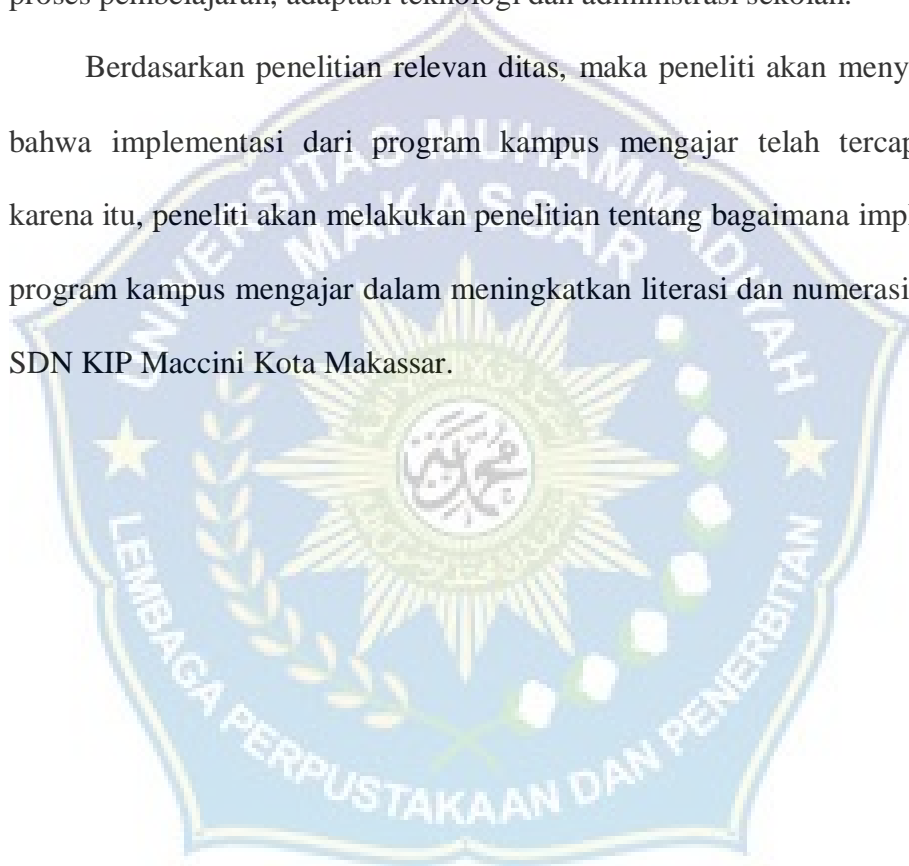 proses pembelajaran, adaptasi teknologi dan administrasi sekolah.
Berdasarkan penelitian relevan ditas, maka peneliti akan meny
bahwa implementasi dari program kampus mengajar telah tercap
karena itu, peneliti akan melakukan penelitian tentang bagaimana imp
program kampus mengajar dalam meningkatkan literasi dan numerasi
SDN KIP Maccini Kota Makassar.
UNIVERSITAS MUHAMMADIYAH
MAKASSAR
LEMBAGA PERPUSTAKAAN DAN PENERBITAN